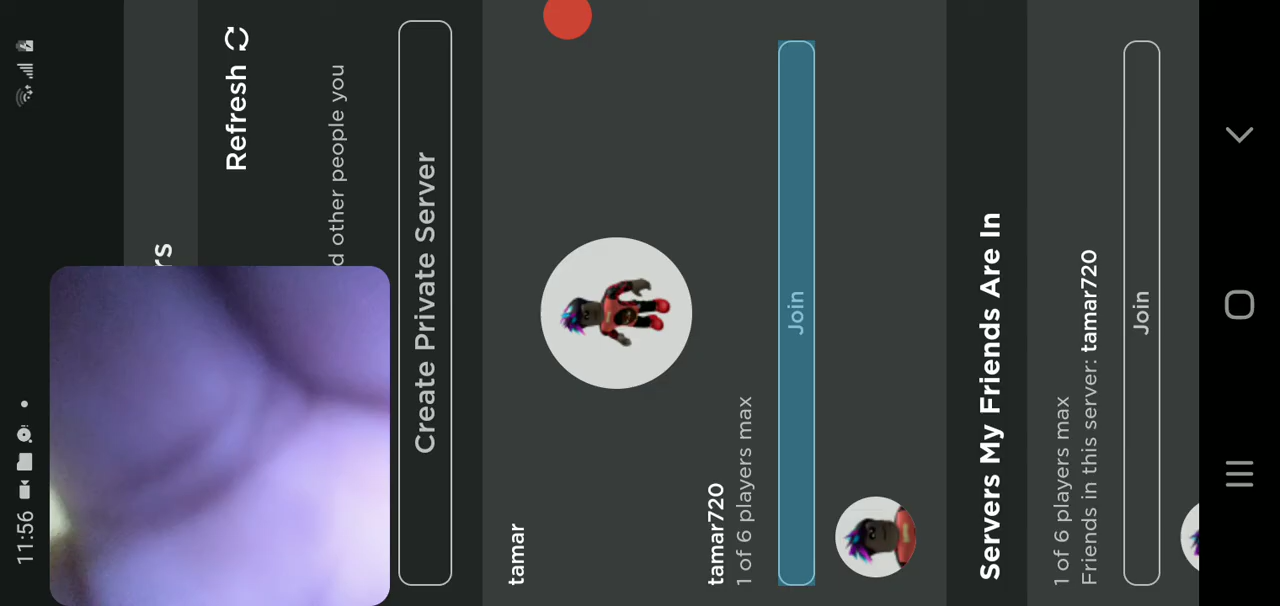 11:56
rs
Refresh
d other people you
Create Private Server
tamar
tamar720
1 of 6 players max
Join
Servers My Friends Are In
1 of 6 players max
Friends in this server: tamar720
Join